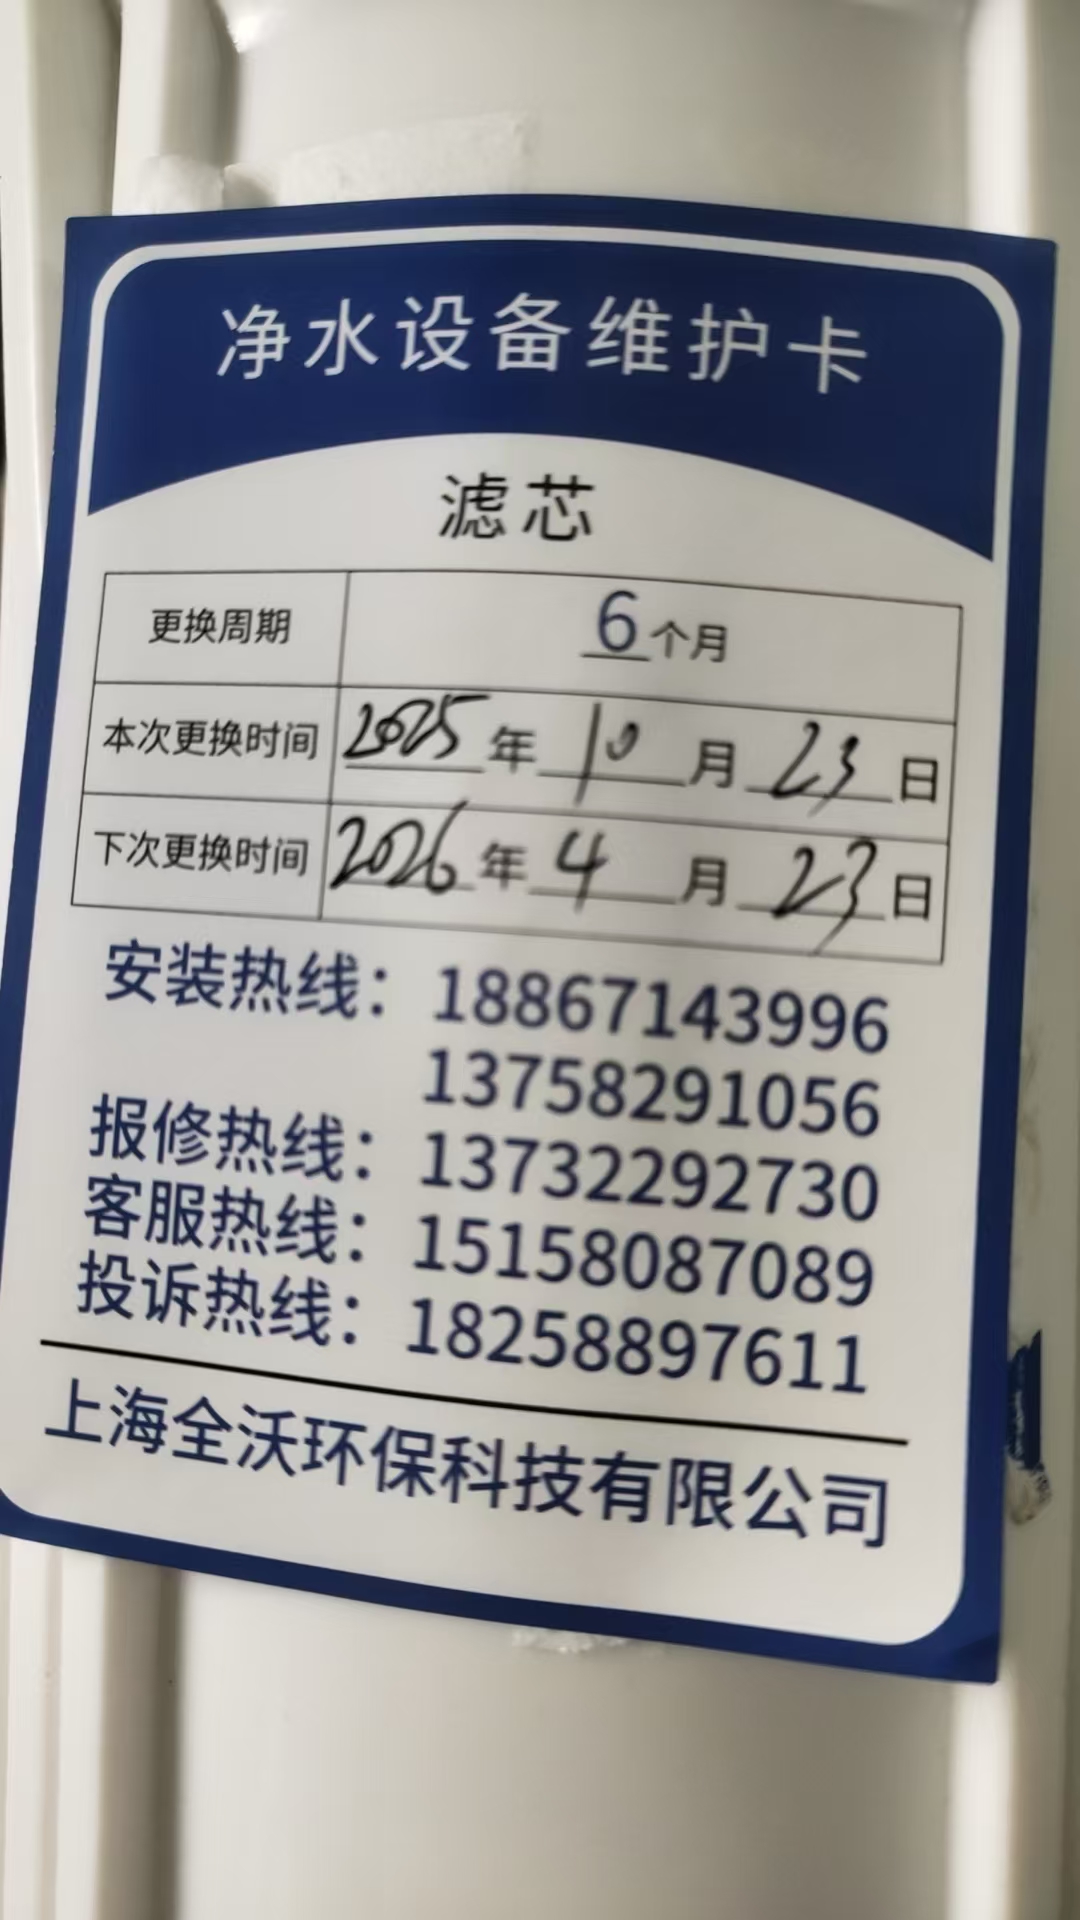 净水设备维护卡
滤芯
更换周期 6个月
本次更换时间 2025年10月23日
下次更换时间 2026年4月23日
安装热线：18867143996
13758291056
报修热线：13732292730
客服热线：15158087089
投诉热线：18258897611
上海全沃环保科技有限公司